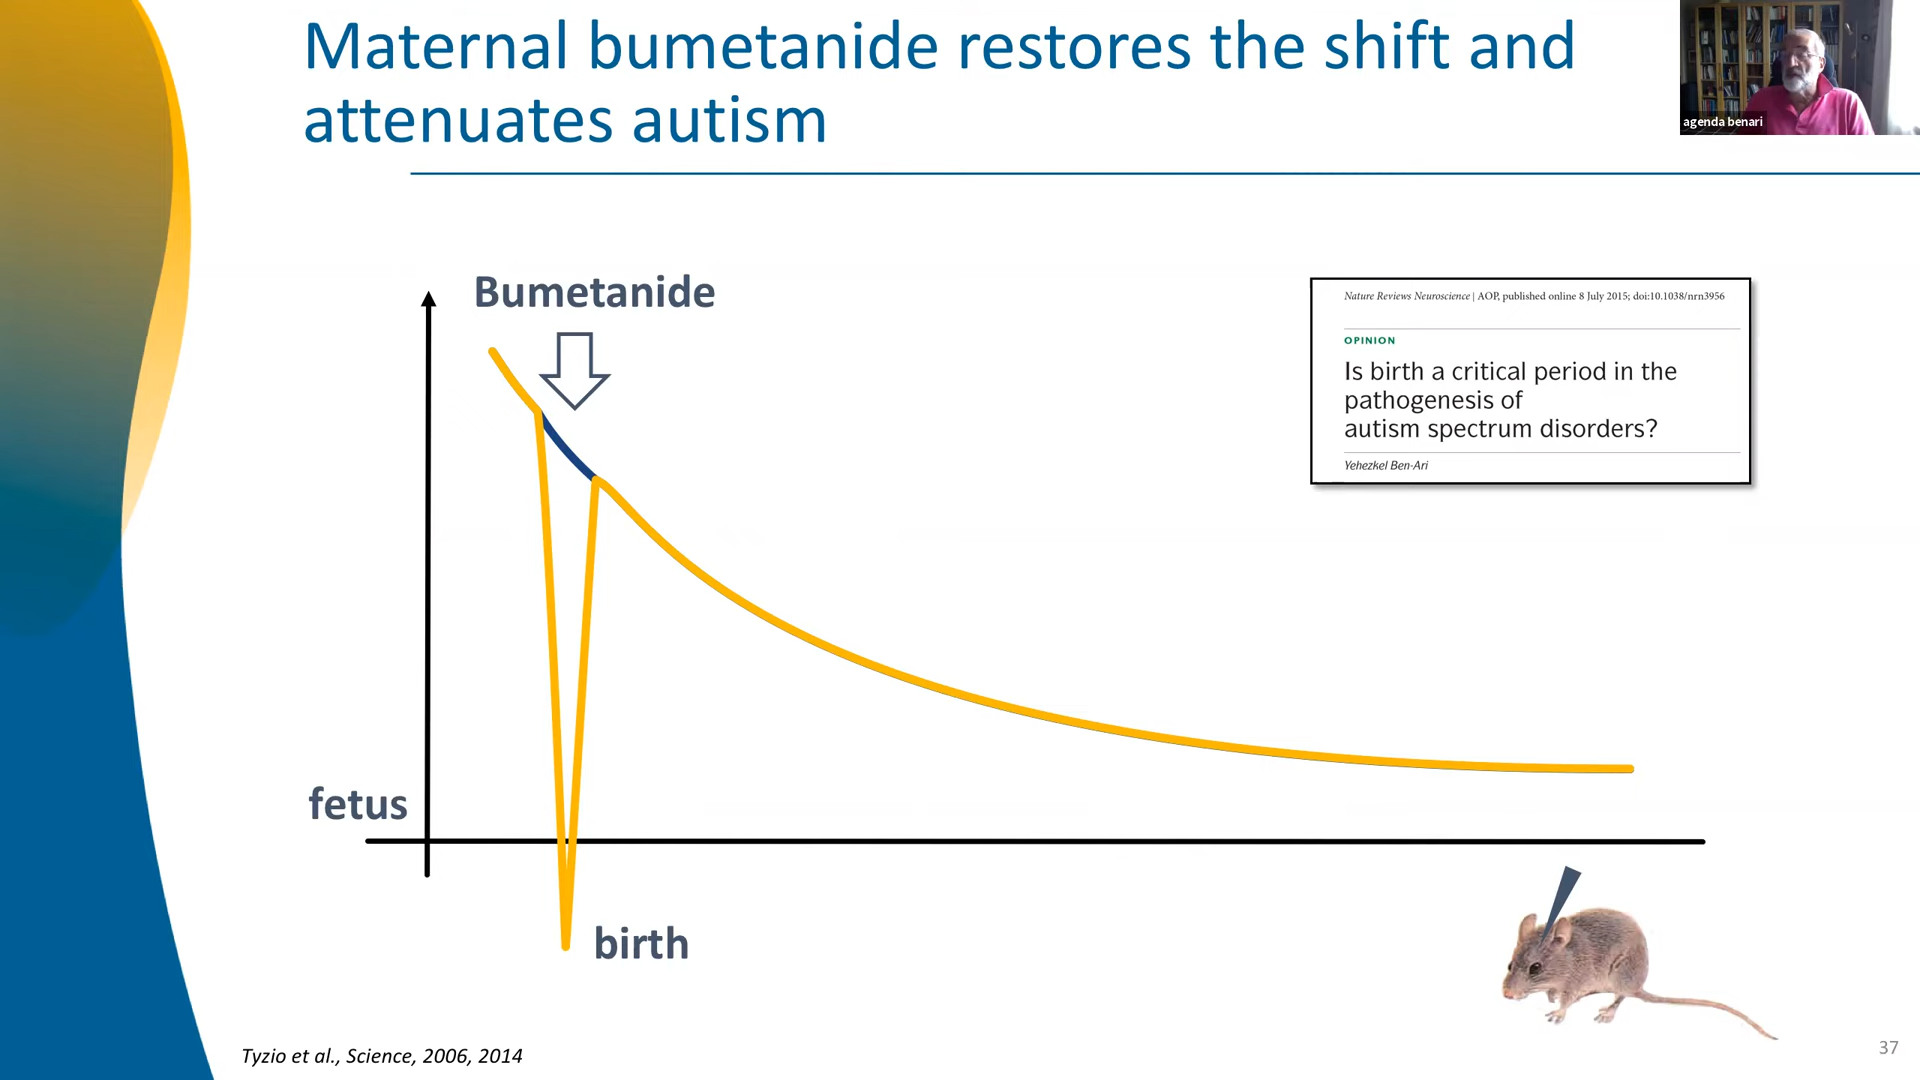 Maternal bumetanide restores the shift and
attenuates autism
agenda benari
Bumetanide
Nature Reviews Neuroscience | AOP, published online 8 July 2015; doi:10.1038/nrn3956
OPINION
Is birth a critical period in the
pathogenesis of
autism spectrum disorders?
Yehezkel Ben-Ari
fetus
birth
Tyzio et al., Science, 2006, 2014
37